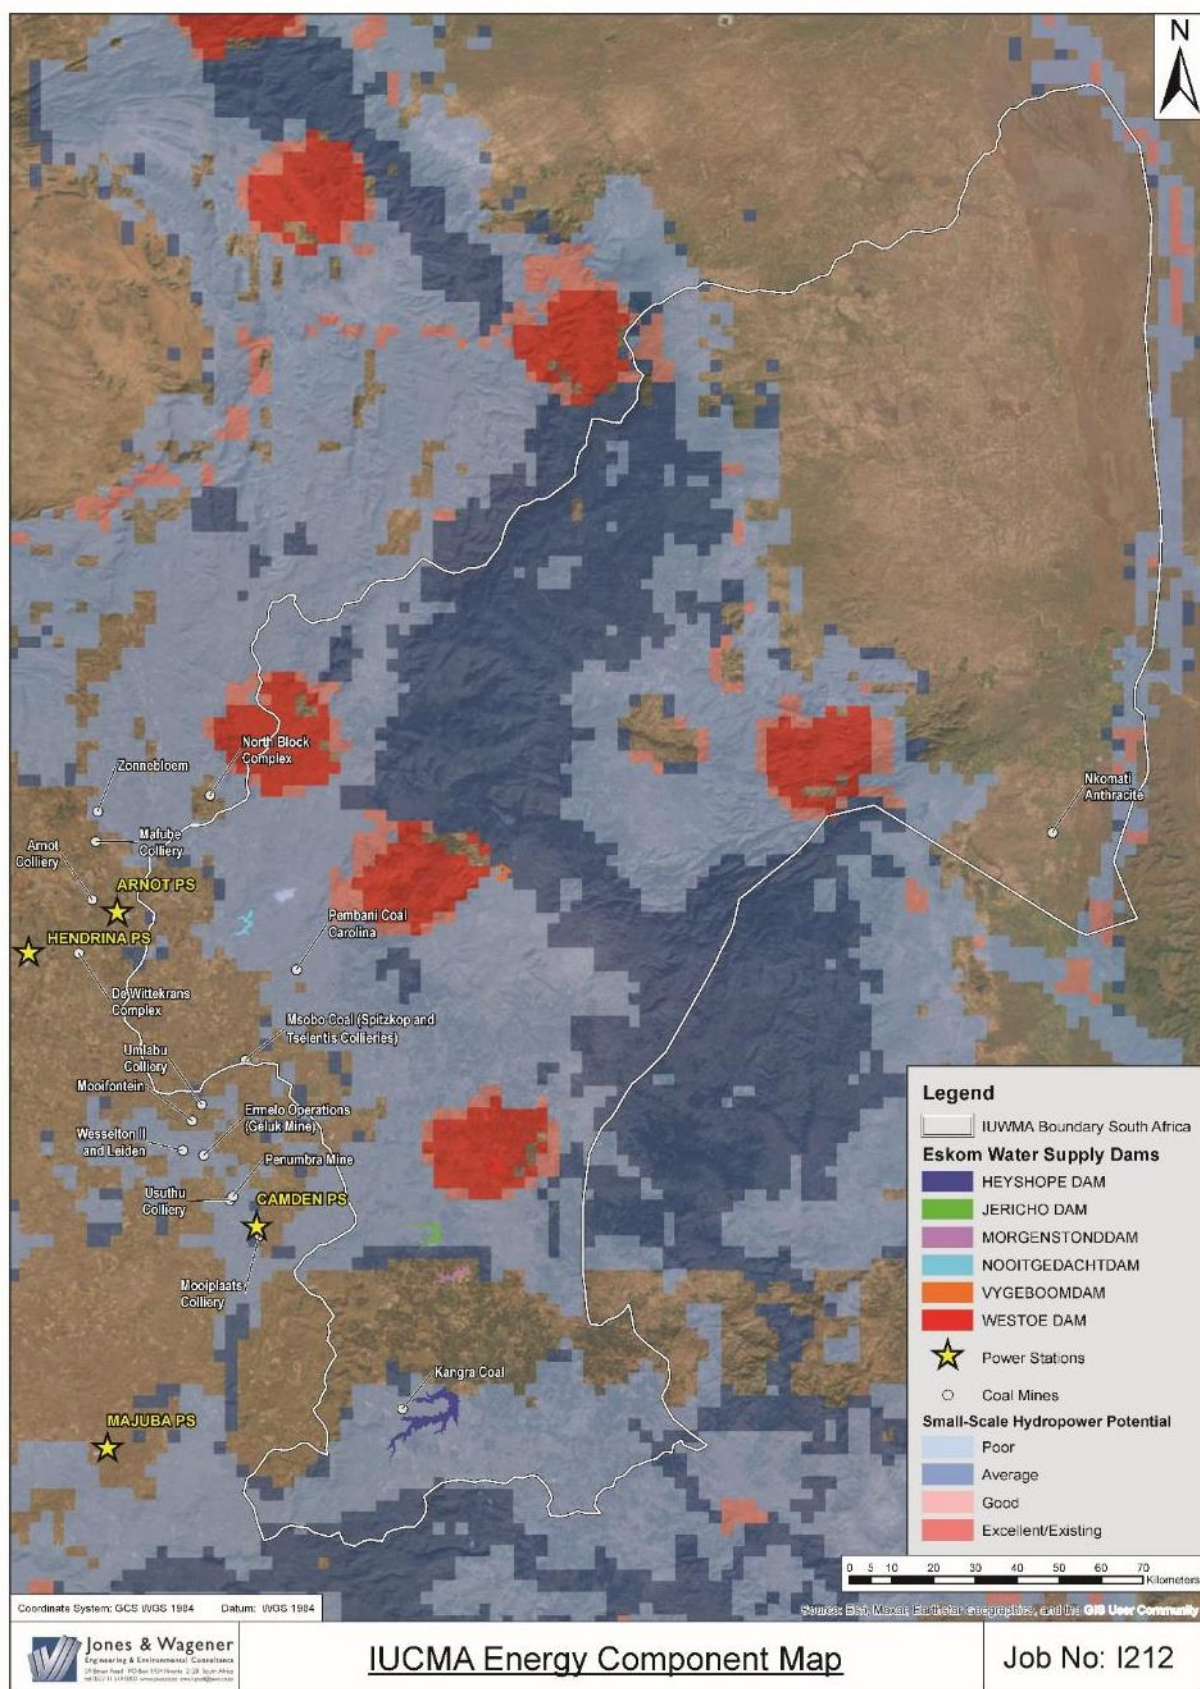 N
North Block
Complex
Zonnebloem
Nkomati
Anthracite
Mafube
Colliery
Arnot
Colliery
ARNOT PS
Pembani Coal
Carolina
HENDRINA PS
De Wittekrans
Complex
Msobo Coal (Spitzkop and
Tselentis Collieries)
Umlabu
Colliery
Mooifontein
Ermelo Operations
(Geluk Mine)
Wesselton II
and Leiden
Penumbra Mine
Usuthu
Colliery
CAMDEN PS
Mooiplaats
Colliery
Kangra Coal
MAJUBA PS
Legend
IUWMA Boundary South Africa
Eskom Water Supply Dams
HEYSHOPE DAM
JERICHO DAM
MORGENSTONDDAM
NOOITGEDACHTDAM
VYGEBOOMDAM
WESTOE DAM
Power Stations
Coal Mines
Small-Scale Hydropower Potential
Poor
Average
Good
Excellent/Existing
0 5 10 20 30 40 50 60 70
Kilometers
Coordinate System: GCS WGS 1984 Datum: WGS 1984
Source: Esri, Maxar, Earthstar Geographics, and the GIS User Community
Jones & Wagener
Engineering & Environmental Consultants
IUCMA Energy Component Map
Job No: I212